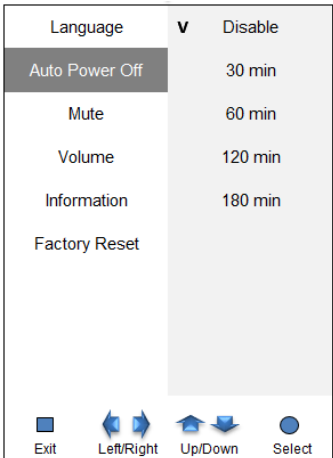 Language v Disable
Auto Power Off 30 min
Mute 60 min
Volume 120 min
Information 180 min
Factory Reset
Exit Left/Right Up/Down Select